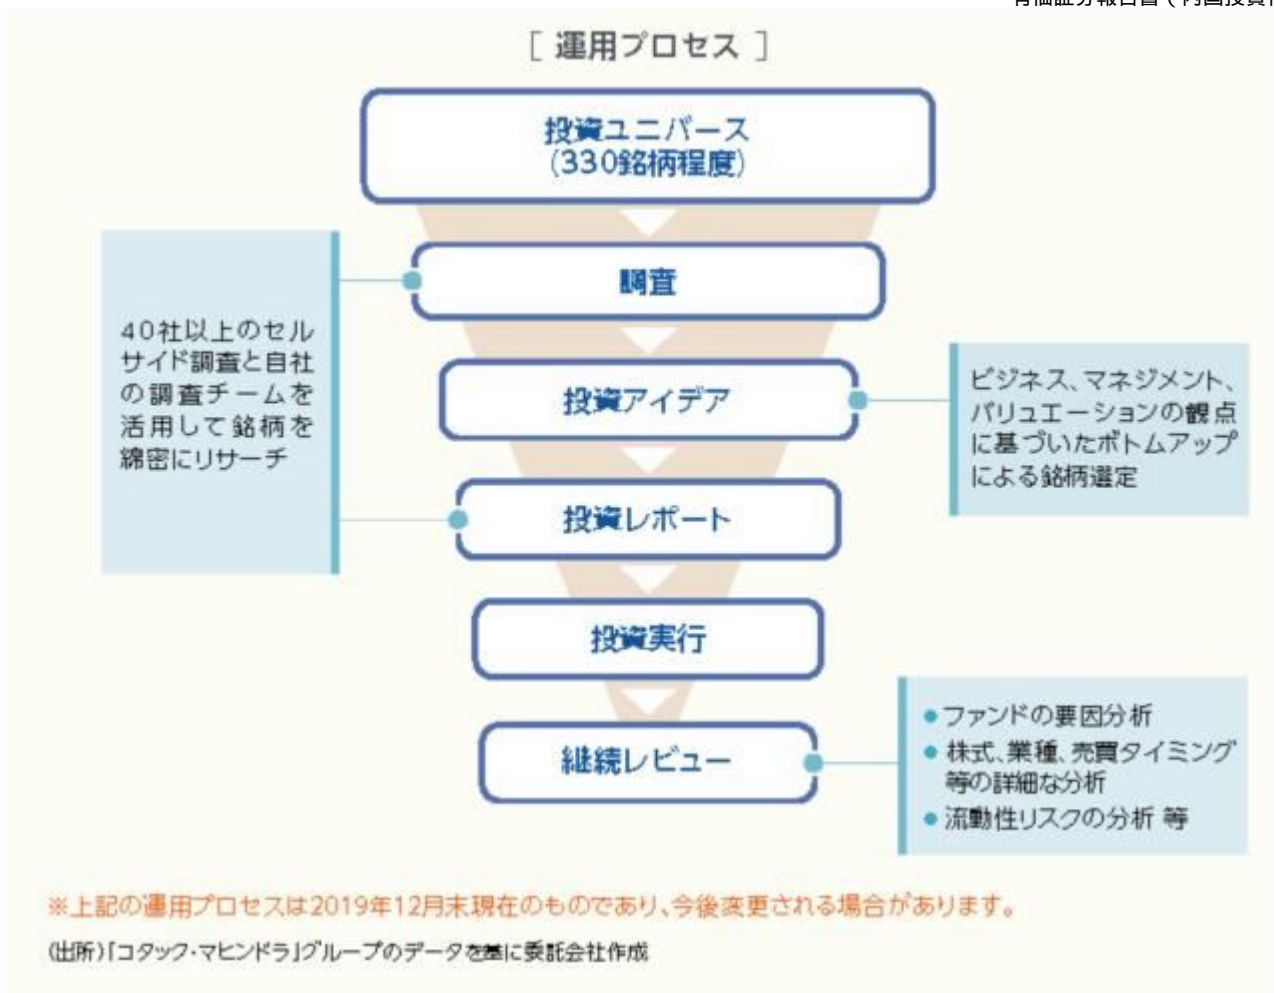 [ 運用プロセス ]
投資ユニバース
(330銘柄程度)
調査
40社以上のセル
サイド調査と自社
の調査チームを
活用して銘柄を
綿密にリサーチ
投資アイデア
ビジネス、マネジメント、
バリュエーションの観点
に基づいたボトムアップ
による銘柄選定
投資レポート
投資実行
継続レビュー
●ファンドの要因分析
●株式、業種、売買タイミング
等の詳細な分析
●流動性リスクの分析 等
※上記の運用プロセスは2019年12月末現在のものであり、今後変更される場合があります。
(出所)「コタック・マヒンドラ」グループのデータを基に委託会社作成